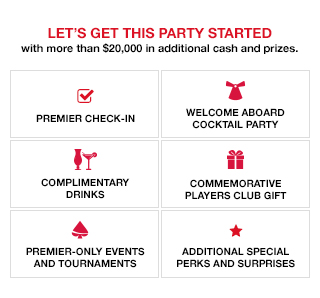 LET'S GET THIS PARTY STARTED
with more than $20,000 in additional cash and prizes.
PREMIER CHECK-IN
WELCOME ABOARD
COCKTAIL PARTY
COMPLIMENTARY
DRINKS
COMMEMORATIVE
PLAYERS CLUB GIFT
PREMIER-ONLY EVENTS
AND TOURNAMENTS
ADDITIONAL SPECIAL
PERKS AND SURPRISES